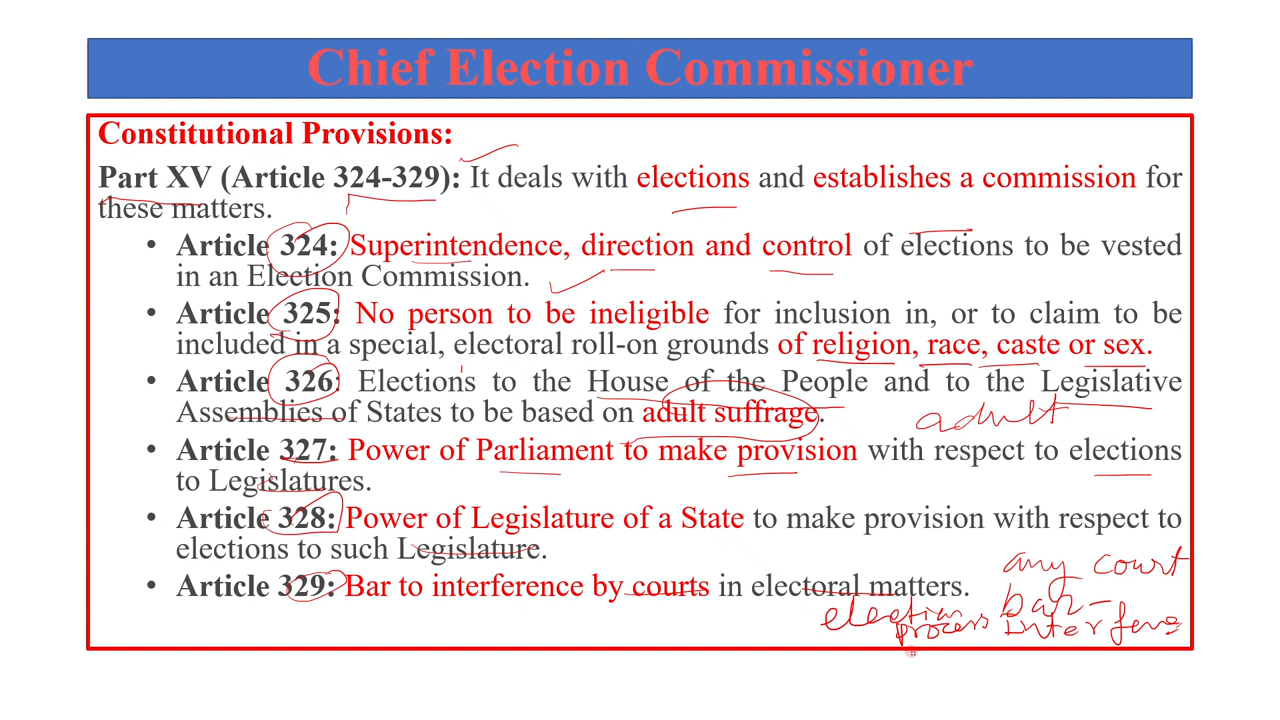 Chief Election Commissioner
Constitutional Provisions:
Part XV (Article 324-329): It deals with elections and establishes a commission for
these matters.
• Article 324: Superintendence, direction and control of elections to be vested
in an Election Commission.
• Article 325: No person to be ineligible for inclusion in, or to claim to be
included in a special, electoral roll-on grounds of religion, race, caste or sex.
• Article 326: Elections to the House of the People and to the Legislative
Assemblies of States to be based on adult suffrage.
adult
• Article 327: Power of Parliament to make provision with respect to elections
to Legislatures.
• Article 328: Power of Legislature of a State to make provision with respect to
elections to such Legislature.
• Article 329: Bar to interference by courts in electoral matters.
any court
election bar-
process